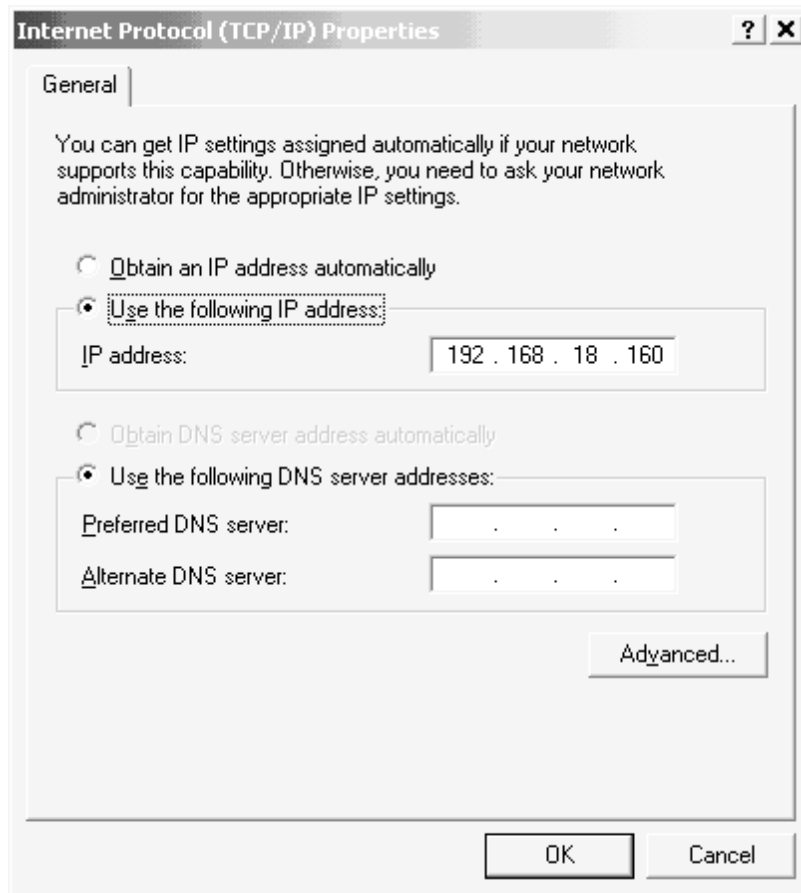 Internet Protocol (TCP/IP) Properties
General
You can get IP settings assigned automatically if your network
supports this capability. Otherwise, you need to ask your network
administrator for the appropriate IP settings.
Obtain an IP address automatically
Use the following IP address:
IP address: 192 . 168 . 18 . 160
Obtain DNS server address automatically
Use the following DNS server addresses:
Preferred DNS server: . . .
Alternate DNS server: . . .
Advanced...
OK Cancel